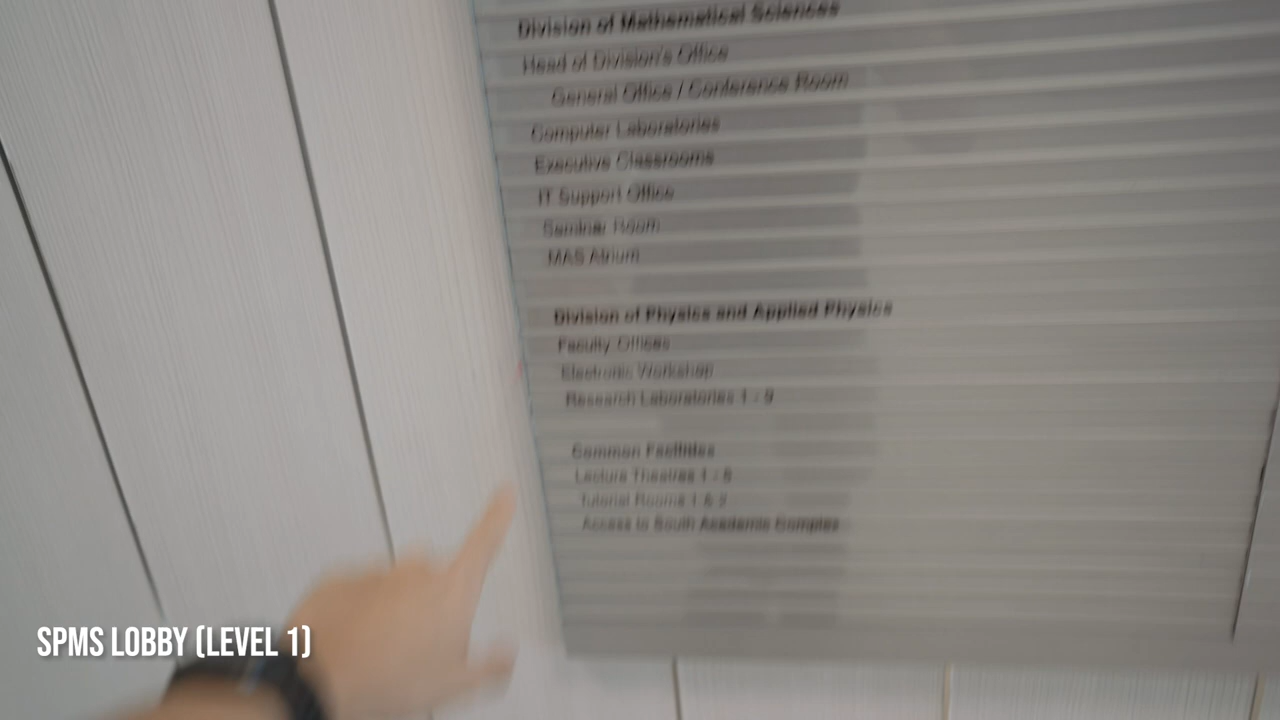 Division of Mathematical Sciences
Head of Division's Office
General Office / Conference Room
Computer Laboratories
Executive Classrooms
IT Support Office
Seminar Room
MAS Atrium
Division of Physics and Applied Physics
Faculty Offices
Electronic Workshop
Research Laboratories 1 - 9
Common Facilities
Lecture Theatres 1 -
Tutorial Rooms 1 & 2
Access to South Academic Complex
SPMS LOBBY (LEVEL 1)